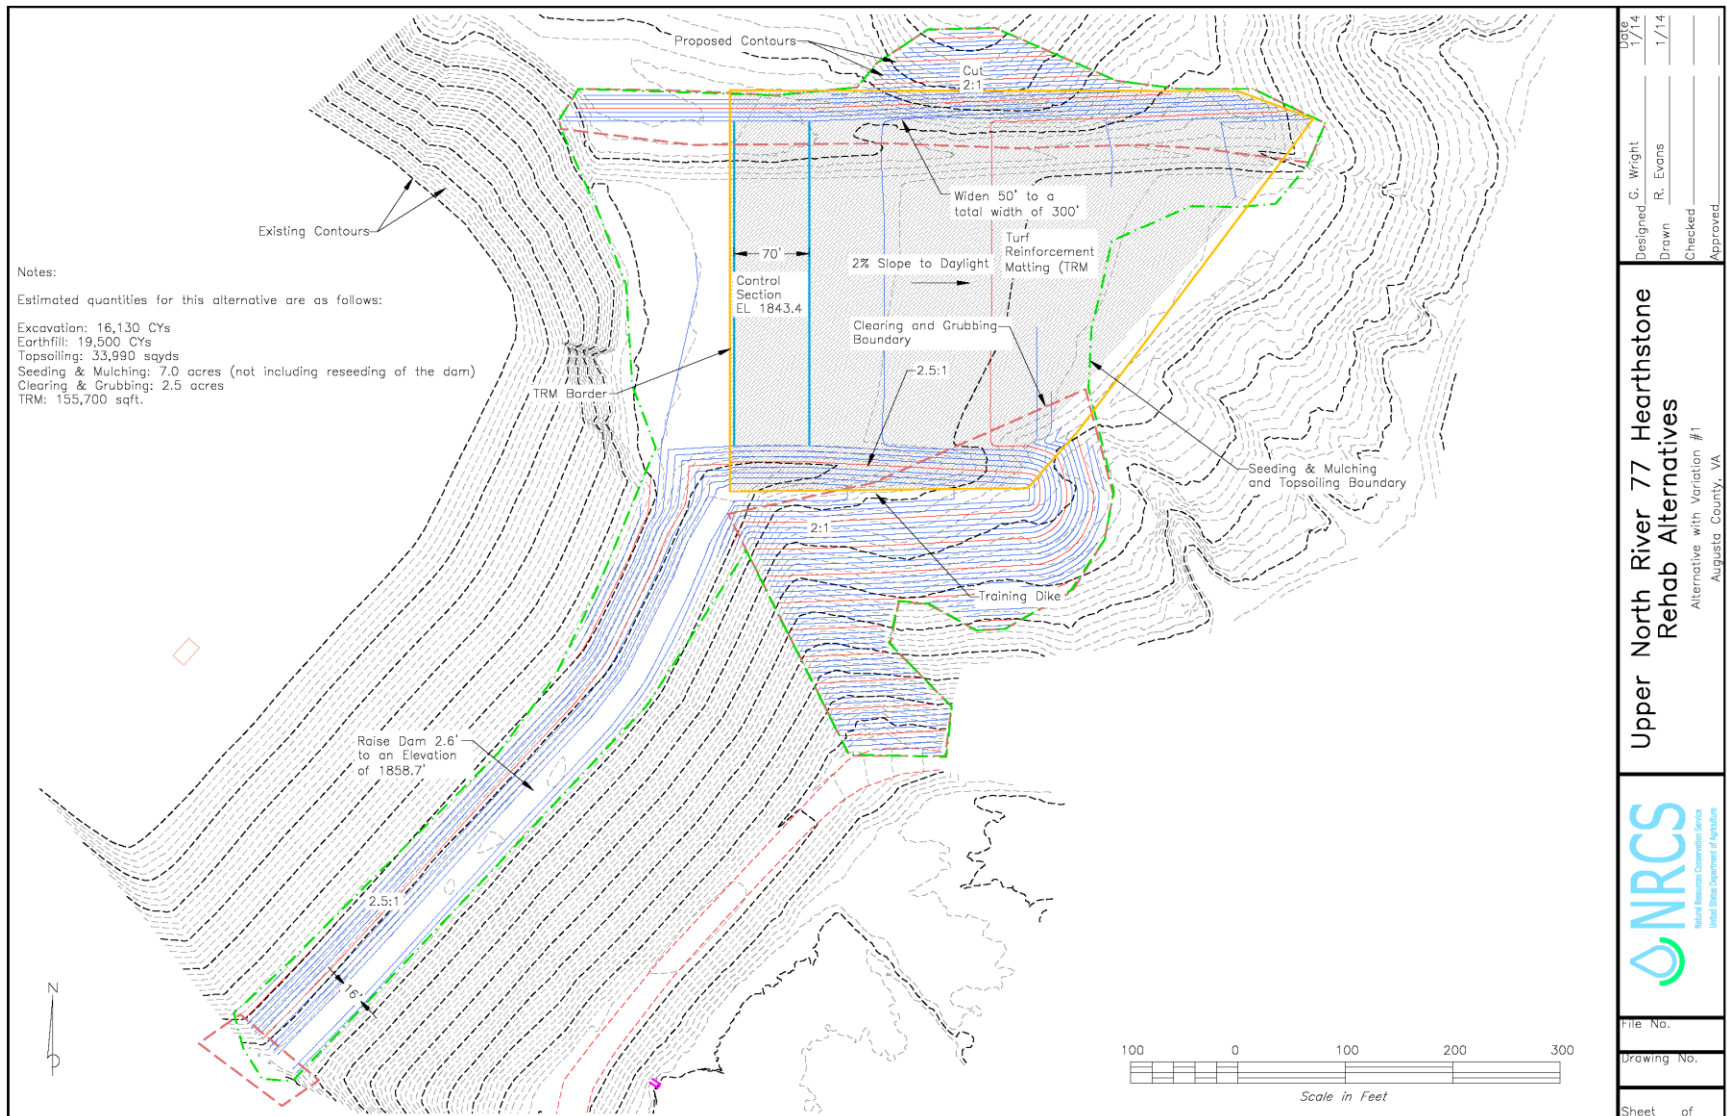 Proposed Contours
Cut
2:1
Existing Contours
Widen 50' to a
total width of 300'
Turf
Reinforcement
Matting (TRM
70'
2% Slope to Daylight
Control
Section
EL 1843.4
Clearing and Grubbing
Boundary
2.5:1
TRM Border
Seeding & Mulching
and Topsoiling Boundary
2:1
Training Dike
Raise Dam 2.6'
to an Elevation
of 1858.7'
2.5:1
16'
N
Notes:
Estimated quantities for this alternative are as follows:
Excavation: 16,130 CYs
Earthfill: 19,500 CYs
Topsoiling: 33,990 sqyds
Seeding & Mulching: 7.0 acres (not including reseeding of the dam)
Clearing & Grubbing: 2.5 acres
TRM: 155,700 sqft.
100 0 100 200 300
Scale in Feet
Date
Designed G. Wright 1/14
Drawn R. Evans 1/14
Checked
Approved
Upper North River 77 Hearthstone
Rehab Alternatives
Alternative with Variation #1
Augusta County, VA
NRCS
Natural Resources Conservation Service
United States Department of Agriculture
File No.
Drawing No.
Sheet of